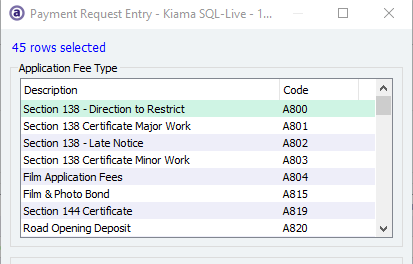 Payment Request Entry - Kiama SQL-Live - 1...
45 rows selected
Application Fee Type
Description Code
Section 138 - Direction to Restrict A800
Section 138 Certificate Major Work A801
Section 138 - Late Notice A802
Section 138 Certificate Minor Work A803
Film Application Fees A804
Film & Photo Bond A815
Section 144 Certificate A819
Road Opening Deposit A820